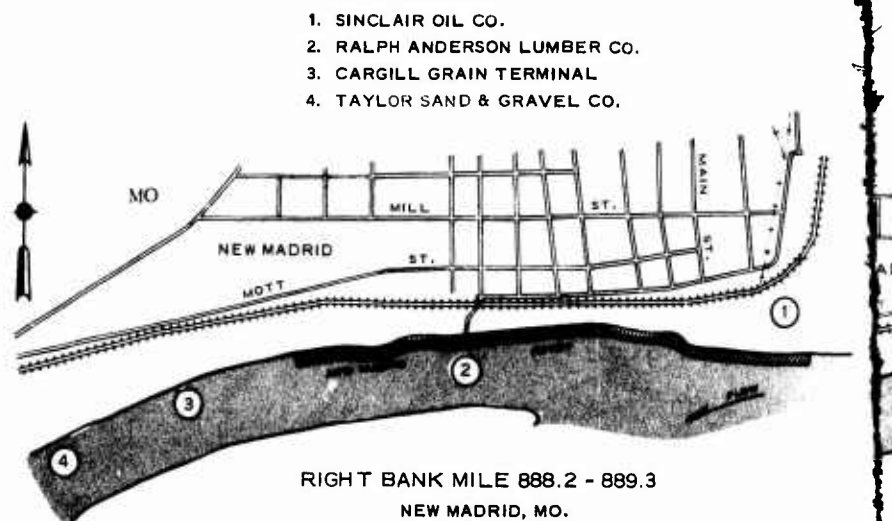 1. SINCLAIR OIL CO.
2. RALPH ANDERSON LUMBER CO.
3. CARGILL GRAIN TERMINAL
4. TAYLOR SAND & GRAVEL CO.
MO
MAIN ST.
MILL ST.
NEW MADRID
MOTT ST.
1
2
3
4
RIGHT BANK MILE 888.2 - 889.3
NEW MADRID, MO.